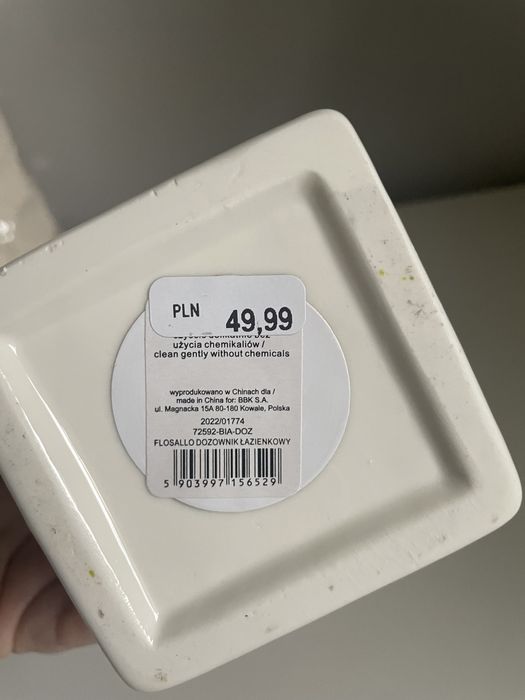 PLN 49,99
użycia chemikaliów /
clean gently without chemicals
wyprodukowano w Chinach dla /
made in China for: BBK S.A.
ul. Magnacka 15A 80-180 Kowale, Polska
2022/01774
72592-BIA-DOZ
FLOSALLO DOZOWNIK ŁAZIENKOWY
5 903997 156529